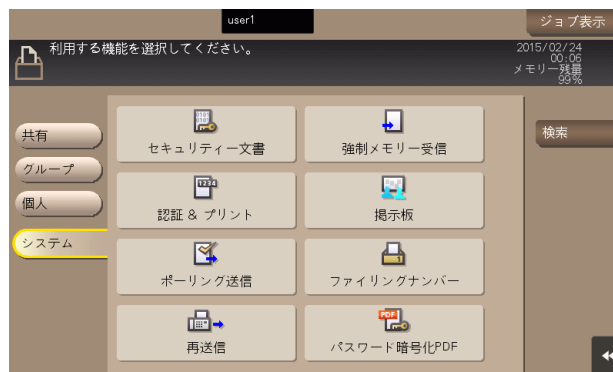 user1
ジョブ表示
利用する機能を選択してください。
2015/02/24
00:06
メモリー残量
99%
共有
グループ
個人
システム
セキュリティー文書
強制メモリー受信
認証 & プリント
掲示板
ポーリング送信
ファイリングナンバー
再送信
パスワード暗号化PDF
検索